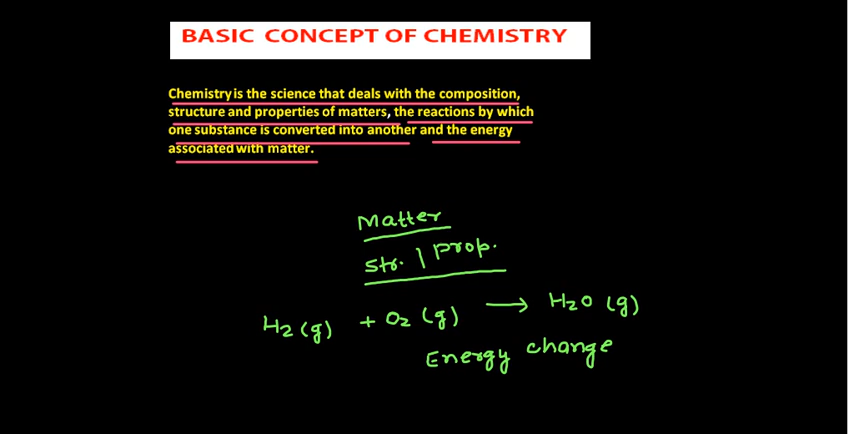 BASIC CONCEPT OF CHEMISTRY
Chemistry is the science that deals with the composition,
structure and properties of matters, the reactions by which
one substance is converted into another and the energy
associated with matter.
Matter
Str. | Prop.
H2 (g) + O2 (g) → H2O (g)
Energy change